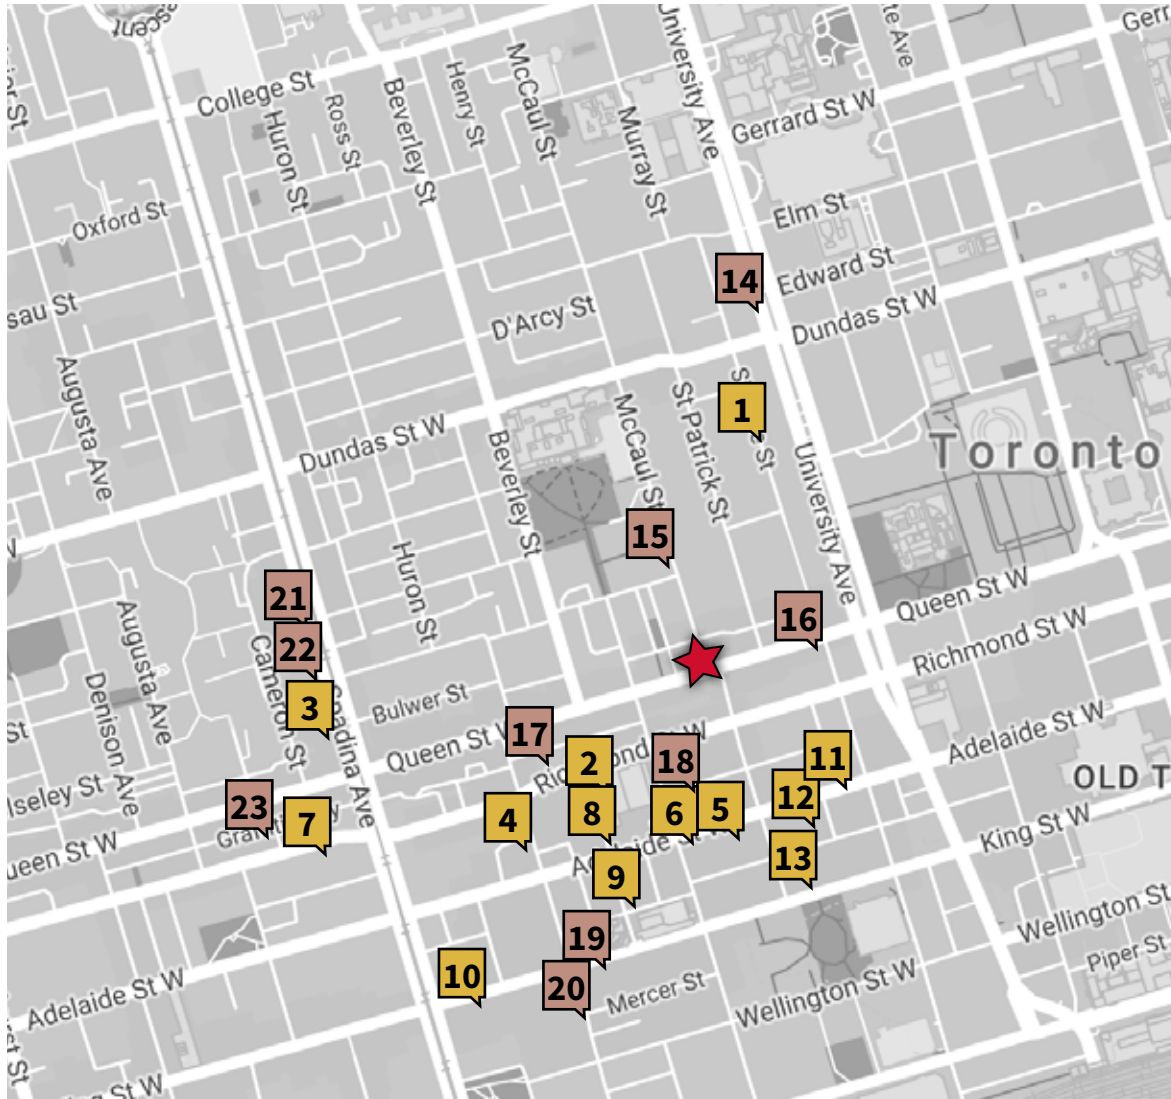 Gerr
College St
Huron St
Ross St
Beverley St
Henry St
McCaul St
Murray St
University Ave
Gerrard St W
Oxford St
Elm St
Edward St
14
Dundas St W
D'Arcy St
sau St
Augusta Ave
1
St Patrick St
McCaul St
Dundas St W
Beverley St
University Ave
Toronto
15
Huron St
21
16
Queen St W
22
Cameron St
Augusta Ave
Denison Ave
3
Spadina Ave
Bulwer St
Richmond St W
17
Queen St W
2
18
11
Adelaide St W
OLD T
23
7
4
8
6
5
12
13
King St W
9
19
10
20
Mercer St
Wellington St W
Wellington St
Piper St
Adelaide St W